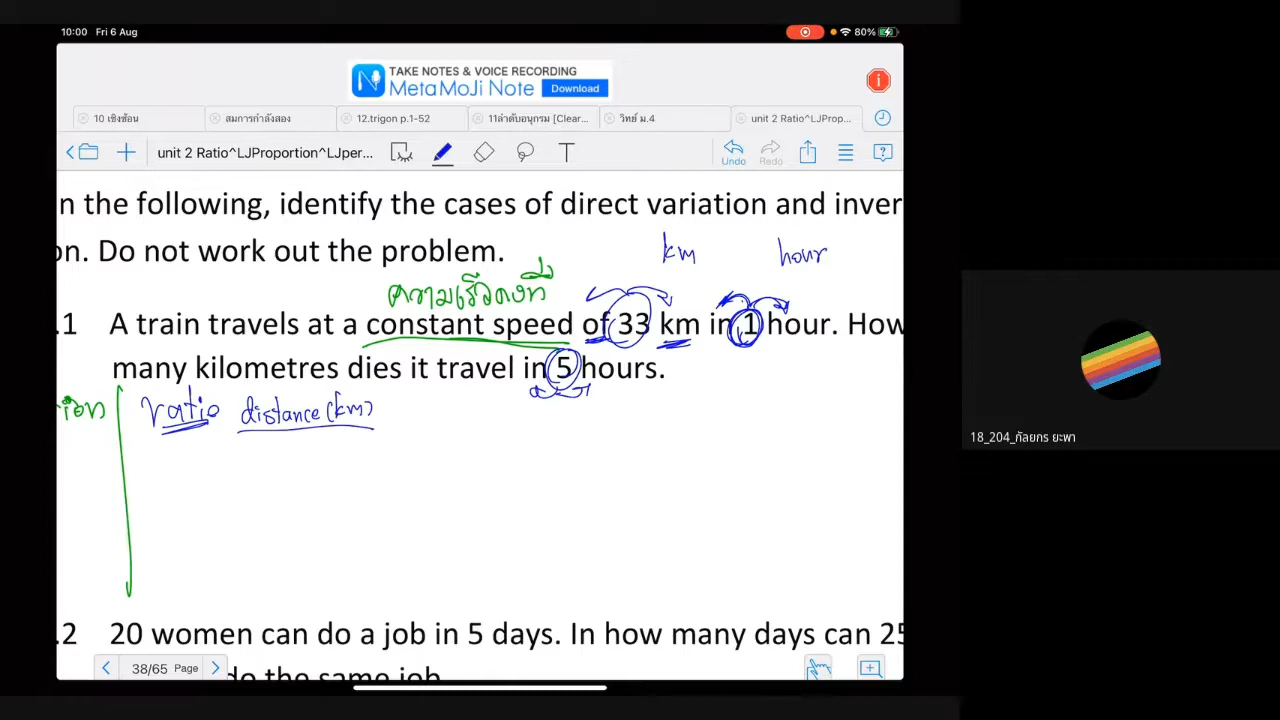 10:00 Fri 6 Aug
80%
TAKE NOTES & VOICE RECORDING
MetaMoJi Note Download
10 เชิงซ้อน
สมการกำลังสอง
12.trigon p.1-52
11ลำดับอนุกรม [Clear...
วิทย์ ม.4
unit 2 Ratio^LJProp...
unit 2 Ratio^LJProportion^LJper...
T
Undo
Redo
n the following, identify the cases of direct variation and inver
on. Do not work out the problem.
km hour
ความเร็วคงที่
.1 A train travels at a constant speed of 33 km in 1 hour. How
many kilometres dies it travel in 5 hours.
ratio distance (km)
.2 20 women can do a job in 5 days. In how many days can 25
do the same job
38/65 Page
18_204_กัลยกร ยะพา